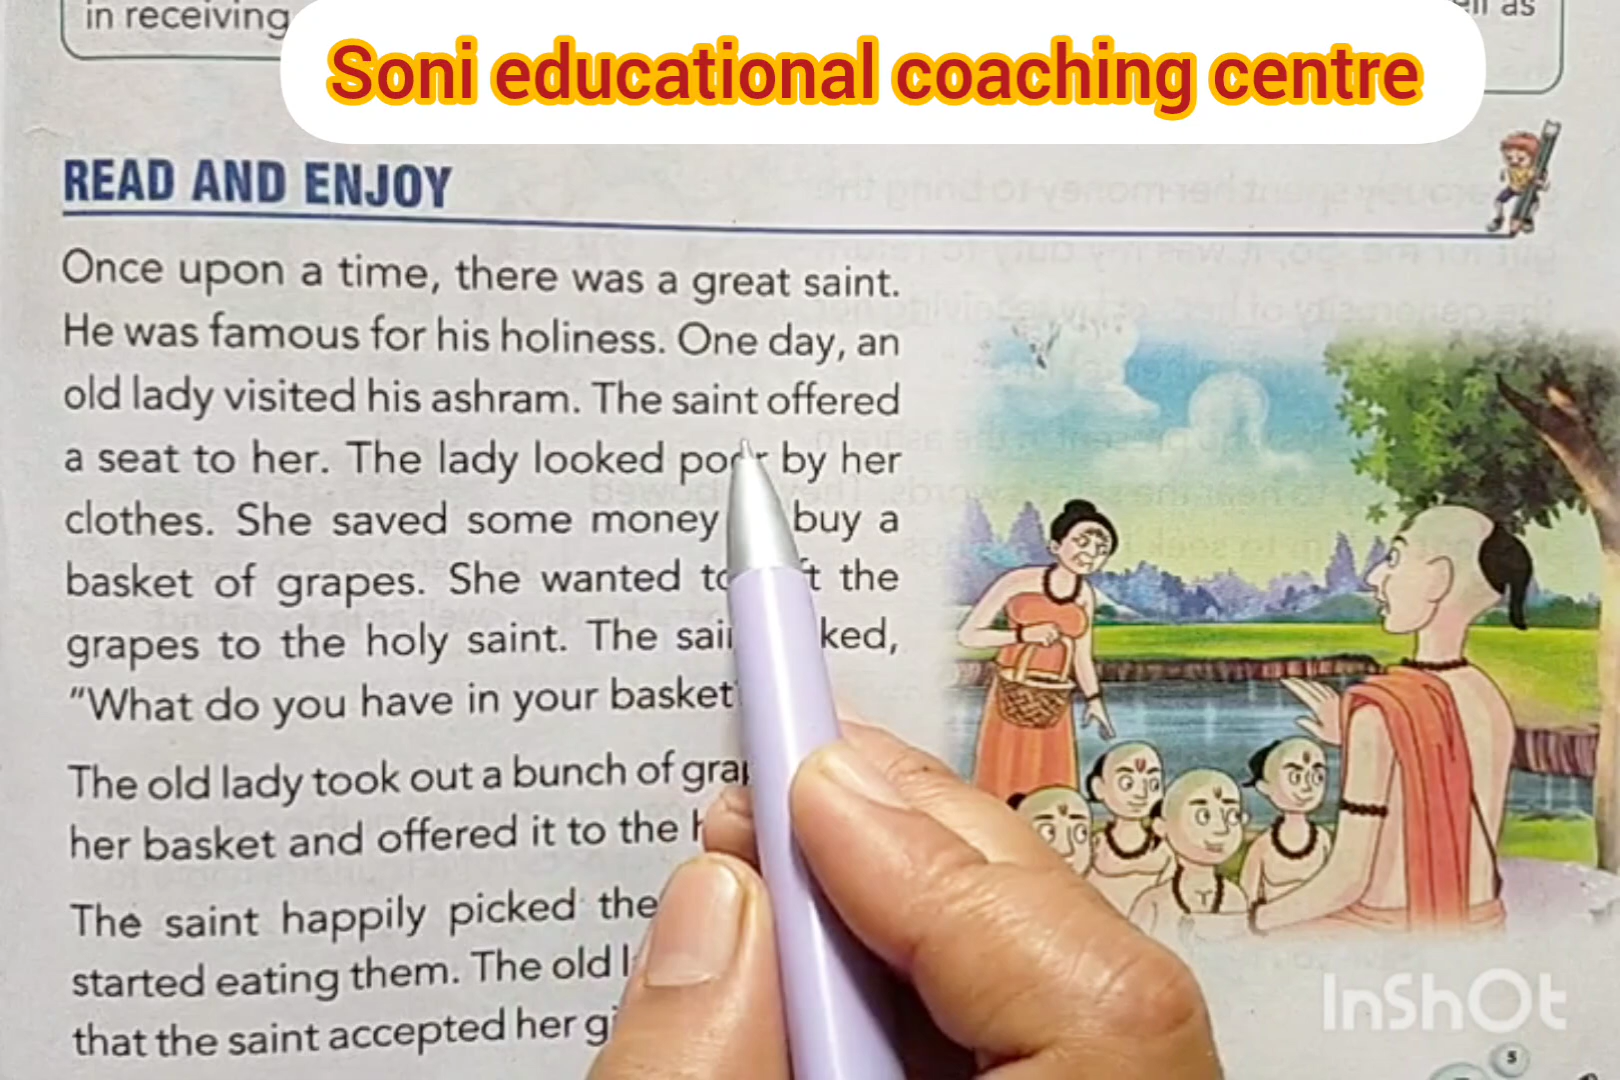 in receiving
as
Soni educational coaching centre
READ AND ENJOY
Once upon a time, there was a great saint.
He was famous for his holiness. One day, an
old lady visited his ashram. The saint offered
a seat to her. The lady looked poor by her
clothes. She saved some money buy a
basket of grapes. She wanted the
grapes to the holy saint. The
"What do you have in your basket
The old lady took out a bunch of
her basket and offered it to the
The saint happily picked the
started eating them. The old
that the saint accepted her
InShOt
5